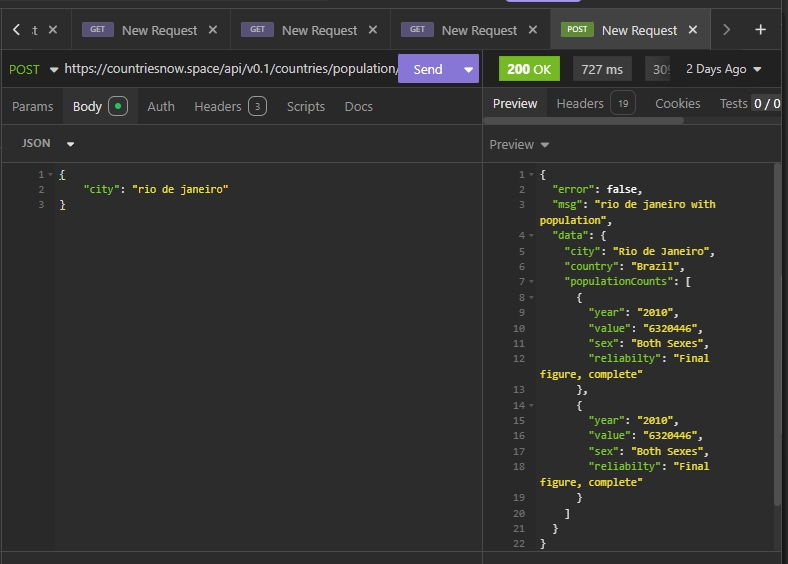 t GET New Request GET New Request GET New Request POST New Request
POST https://countriesnow.space/api/v0.1/countries/population/ Send 200 OK 727 ms 309 2 Days Ago
Params Body Auth Headers 3 Scripts Docs Preview Headers 19 Cookies Tests 0 / 0
JSON Preview
1 {
2 "city": "rio de janeiro"
3 }
1 {
2 "error": false,
3 "msg": "rio de janeiro with
population",
4 "data": {
5 "city": "Rio de Janeiro",
6 "country": "Brazil",
7 "populationCounts": [
8 {
9 "year": "2010",
10 "value": "6320446",
11 "sex": "Both Sexes",
12 "reliabilty": "Final
figure, complete"
13 },
14 {
15 "year": "2010",
16 "value": "6320446",
17 "sex": "Both Sexes",
18 "reliabilty": "Final
figure, complete"
19 }
20 ]
21 }
22 }